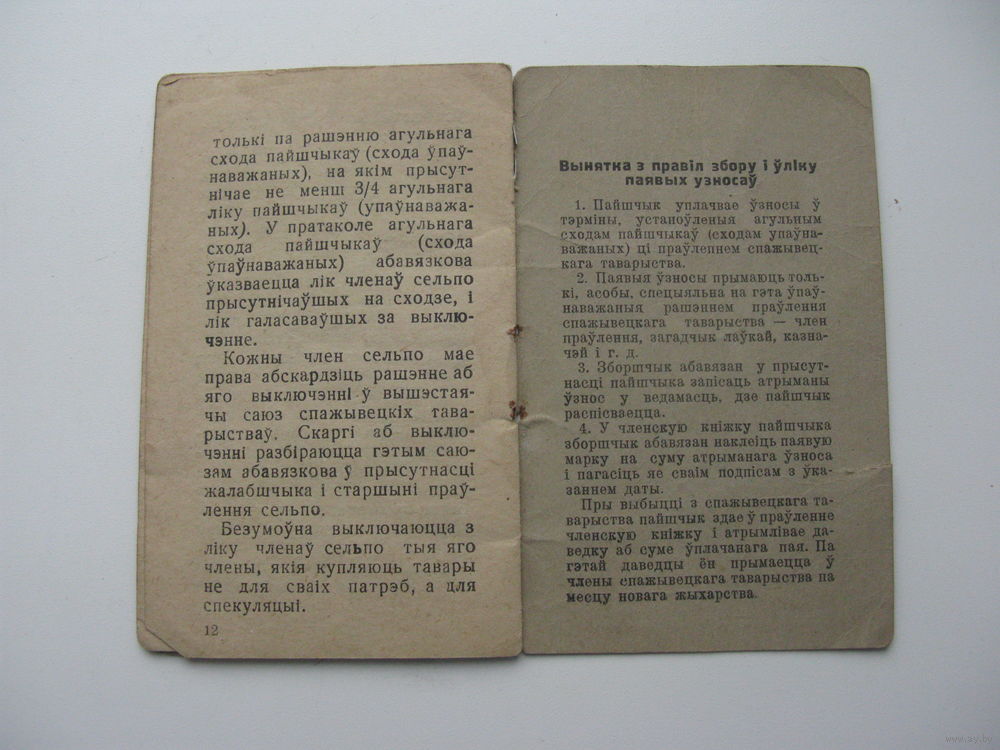 толькі па рашэнню агульнага
схода пайшчыкаў (схода ўпаў-
наважаных), на якім прысут-
нічае не менш 3/4 агульнага
ліку пайшчыкаў (упаўнаважа-
ных). У пратаколе агульнага
схода пайшчыкаў (схода
ўпаўнаважаных) абавязкова
ўказваецца лік членаў сельпо
прысутнічаўшых на сходзе, і
лік галасаваўшых за выклю-
чэнне.
Кожны член сельпо мае
права абскардзіць рашэнне аб
яго выключэнні ў вышэстая-
чы саюз спажывецкіх тава-
рыстваў. Скаргі аб выклю-
чэнні разбіраюцца гэтым саю-
зам абавязкова ў прысутнасці
жалабшчыка і старшыні праў-
лення сельпо.
Безумоўна выключаюцца з
ліку членаў сельпо тыя яго
члены, якія купляюць тавары
не для сваіх патрэб, а для
спекуляцыі.
12
Вынятка з правіл збору і ўліку
паявых узносаў
1. Пайшчык уплачвае ўзносы ў
тэрміны, устаноўленыя агульным
сходам пайшчыкаў (сходам упаўна-
важаных) ці праўленнем спажывец-
кага таварыства.
2. Паявыя ўзносы прымаюць толь-
кі, асобы, спецыяльна на гэта ўпаў-
наважаныя рашэннем праўлення
спажывецкага таварыства — член
праўлення, загадчык лаўкай, казна-
чэй і г. д.
3. Зборшчык абавязан у прысут-
насці пайшчыка запісаць атрыманы
ўзнос у ведамасць, дзе пайшчык
распісваецца.
4. У членскую кніжку пайшчыка
зборшчык абавязан наклеіць паявую
марку на суму атрыманага ўзноса
і пагасіць яе сваім подпісам з ўка-
заннем даты.
Пры выбыцці з спажывецкага та-
варыства пайшчык здае ў праўленне
членскую кніжку і атрымлівае да-
ведку аб суме ўплачанага пая. Па
гэтай даведцы ён прымаецца ў
члены спажывецкага таварыства па
месцу новага жыхарства.
www.ay.by